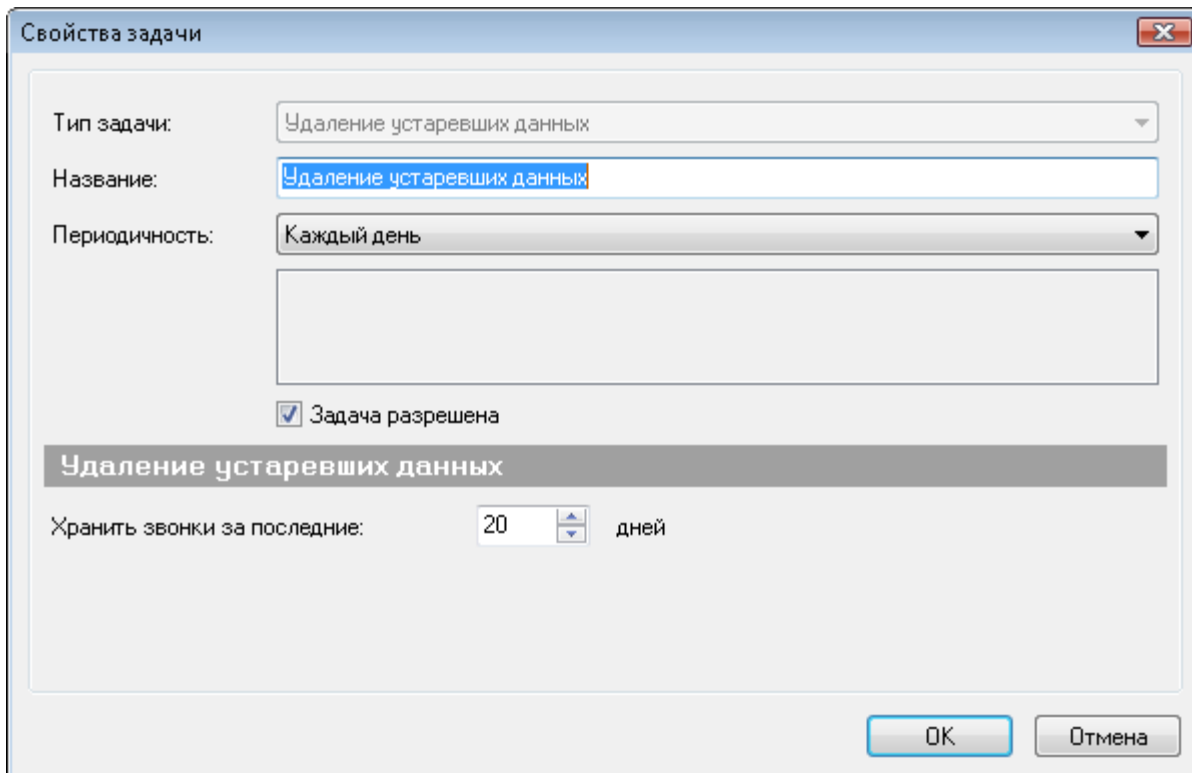 Свойства задачи
Тип задачи: Удаление устаревших данных
Название: Удаление устаревших данных
Периодичность: Каждый день
Задача разрешена
Удаление устаревших данных
Хранить звонки за последние: 20 дней
OK Отмена